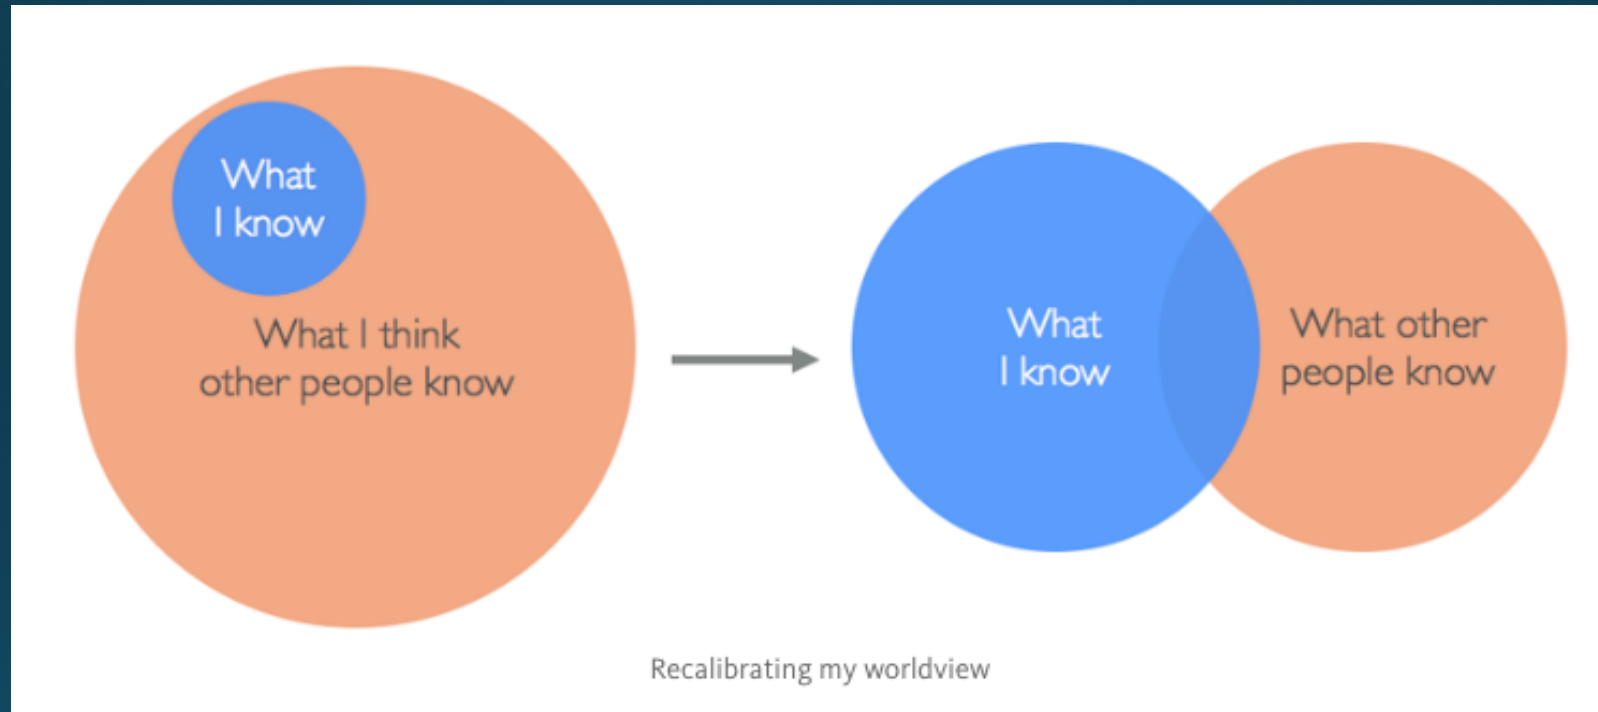 What
I know
What I think
other people know
What
I know
What other
people know
Recalibrating my worldview